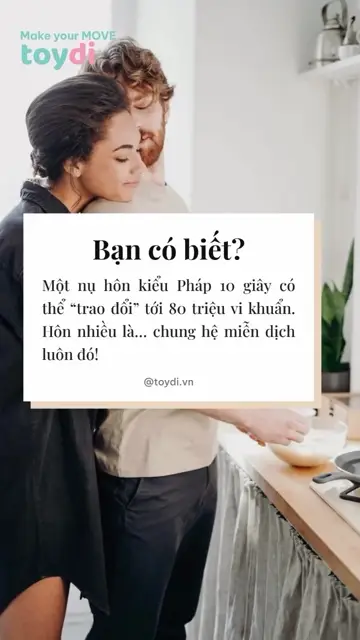 Make your MOVE
toydi
Bạn có biết?
Một nụ hôn kiểu Pháp 10 giây có
thể “trao đổi” tới 80 triệu vi khuẩn.
Hôn nhiều là... chung hệ miễn dịch
luôn đó!
@toydi.vn